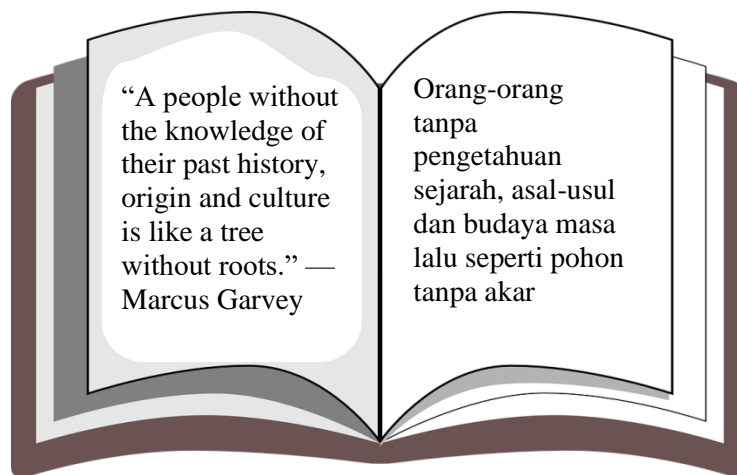 “A people without
the knowledge of
their past history,
origin and culture
is like a tree
without roots.” —
Marcus Garvey
Orang-orang
tanpa
pengetahuan
sejarah, asal-usul
dan budaya masa
lalu seperti pohon
tanpa akar